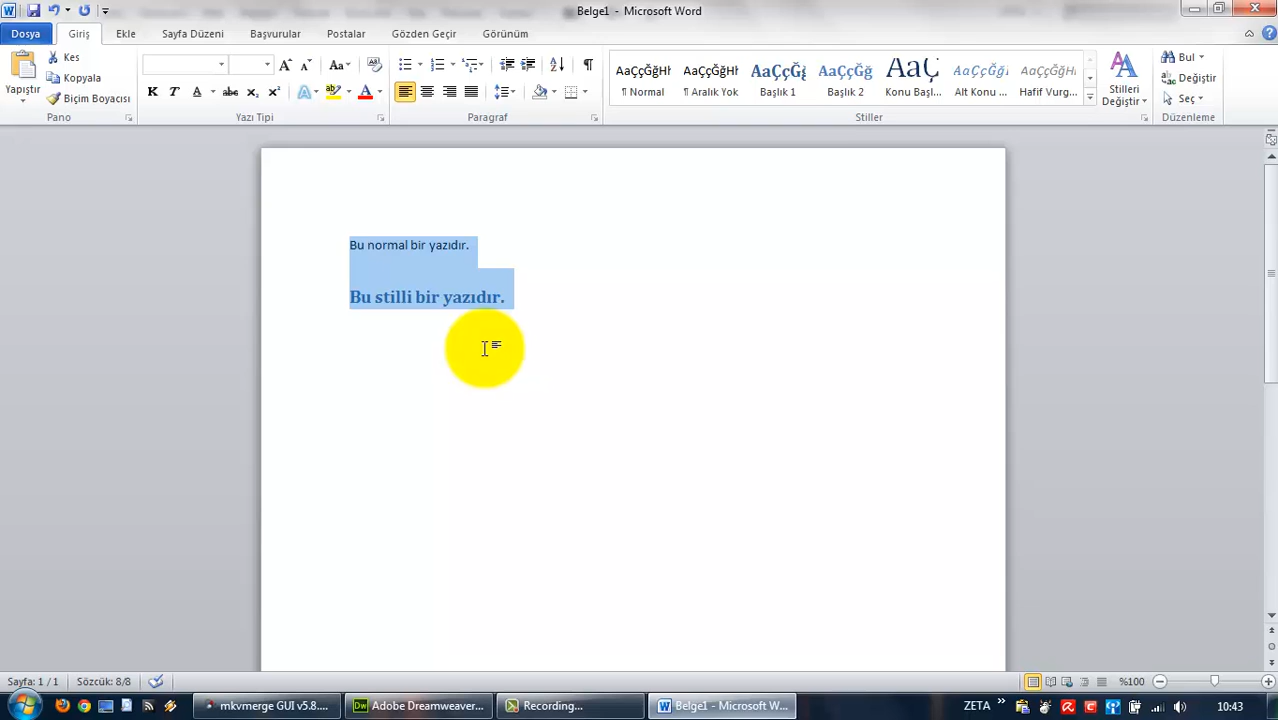 Belge1 - Microsoft Word
Dosya Giriş Ekle Sayfa Düzeni Başvurular Postalar Gözden Geçir Görünüm
Yapıştır
Kes
Kopyala
Biçim Boyacısı
Pano
K T A abc x₂ x² A ab A
Aa
Yazı Tipi
Paragraf
AaÇçĞğHı AaÇçĞğHı AaÇçĞğ AaÇçĞğ AaÇ AaÇçĞğı AaÇçĞğHı
¶ Normal ¶ Aralık Yok Başlık 1 Başlık 2 Konu Başl... Alt Konu ... Hafif Vurg...
Stilleri
Değiştir
Stiller
Bul
Değiştir
Seç
Düzenleme
Bu normal bir yazıdır.
Bu stilli bir yazıdır.
Sayfa: 1 / 1 Sözcük: 8/8 %100
mkvmerge GUI v5.8.... Adobe Dreamweaver... Recording... Belge1 - Microsoft W... ZETA 10:43